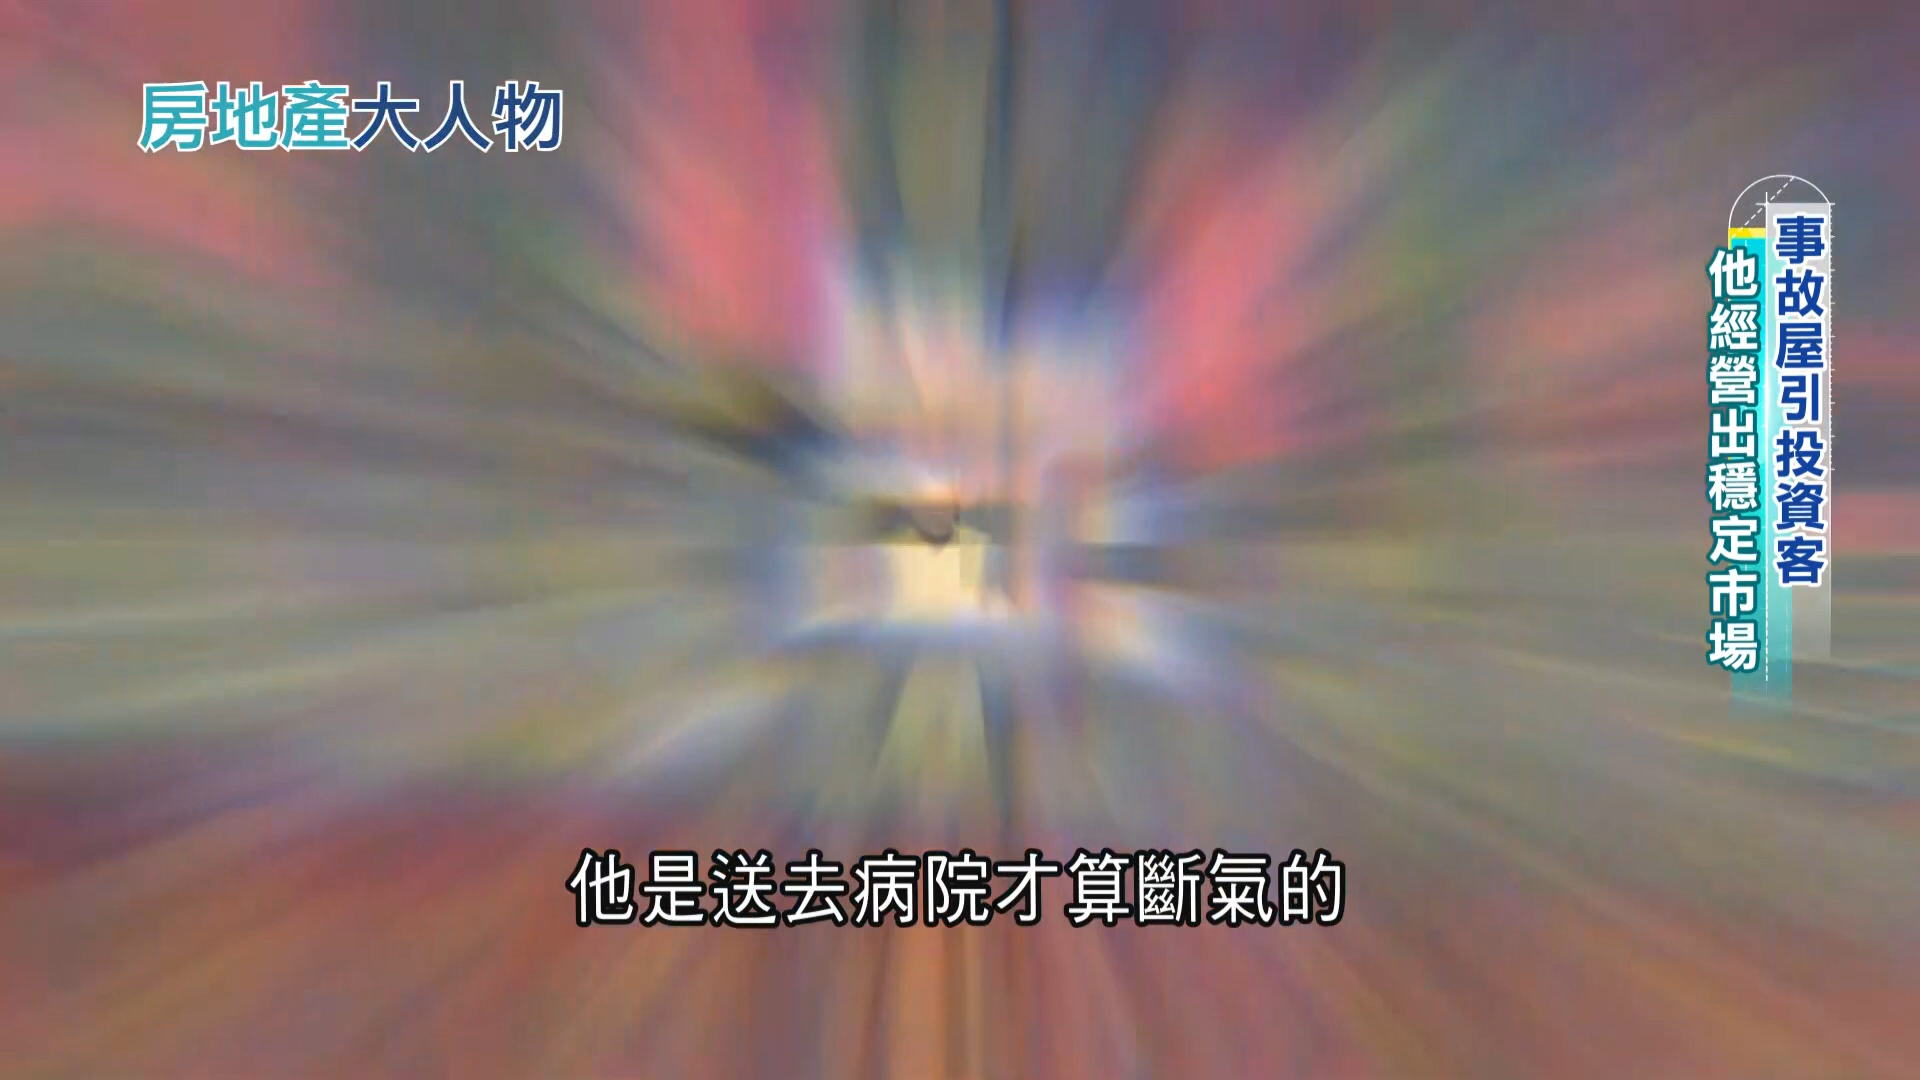 房地產大人物
事故屋引投資客
他經營出穩定市場
他是送去病院才算斷氣的